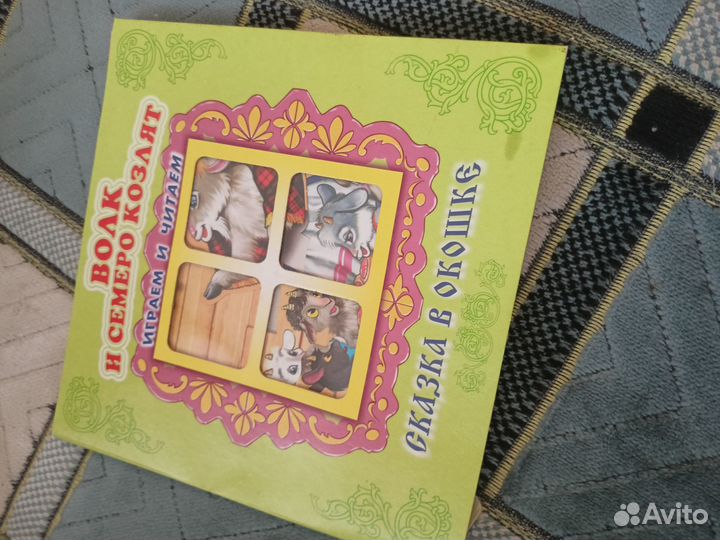 ВОЛК
И СЕМЕРО КОЗЛЯТ
ИГРАЕМ И ЧИТАЕМ
СКАЗКА В ОКОШКЕ
Avito